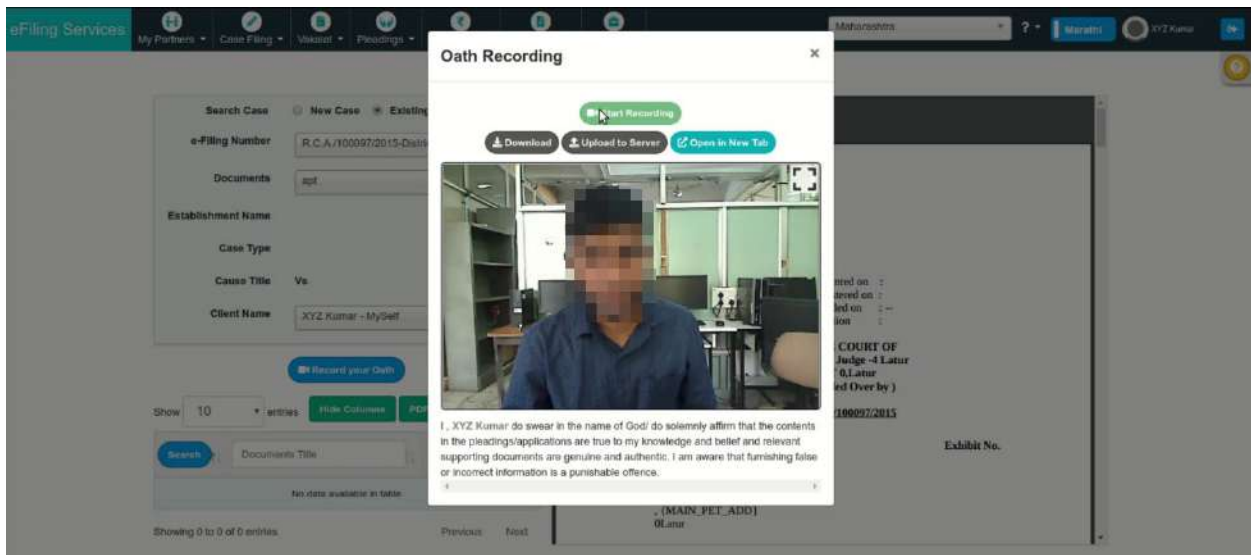 eFiling Services
My Partners
Case Filing
Vakalat
Pleadings
Maharashtra
?
Marathi
XYZ Kumar
Oath Recording
×
Start Recording
Download
Upload to Server
Open in New Tab
I , XYZ Kumar do swear in the name of God/ do solemnly affirm that the contents
in the pleadings/applications are true to my knowledge and belief and relevant
supporting documents are genuine and authentic. I am aware that furnishing false
or incorrect information is a punishable offence.
Search Case
New Case
Existing
e-Filing Number
R.C.A./100097/2015-Distri
Documents
apt
Establishment Name
Case Type
Cause Title
Vs
Client Name
XYZ Kumar - MySelf
Record your Oath
Show 10 entries
Hide Columns
PDF
Search
Documents Title
No data available in table
Showing 0 to 0 of 0 entries
Previous
Next
COURT OF
Judge -4 Latur
0,Latur
ed Over by )
/100097/2015
Exhibit No.
, {MAIN_PET_ADD]
0Latur